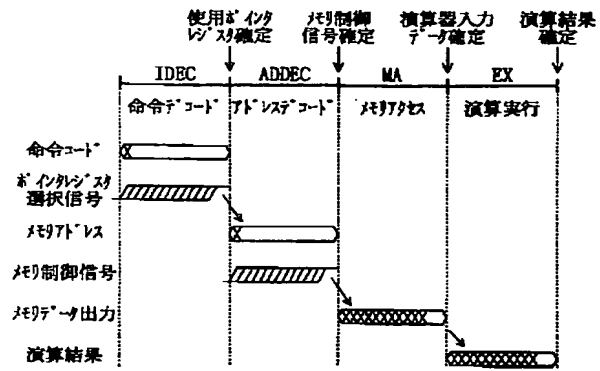 使用ポインタ
レジスタ確定
メモリ制御
信号確定
演算器入力
データ確定
演算結果
確定
IDEC
ADDEC
MA
EX
命令デコード
アドレスデコード
メモリアクセス
演算実行
命令コード
ポインタレジスタ
選択信号
メモリアドレス
メモリ制御信号
メモリデータ出力
演算結果